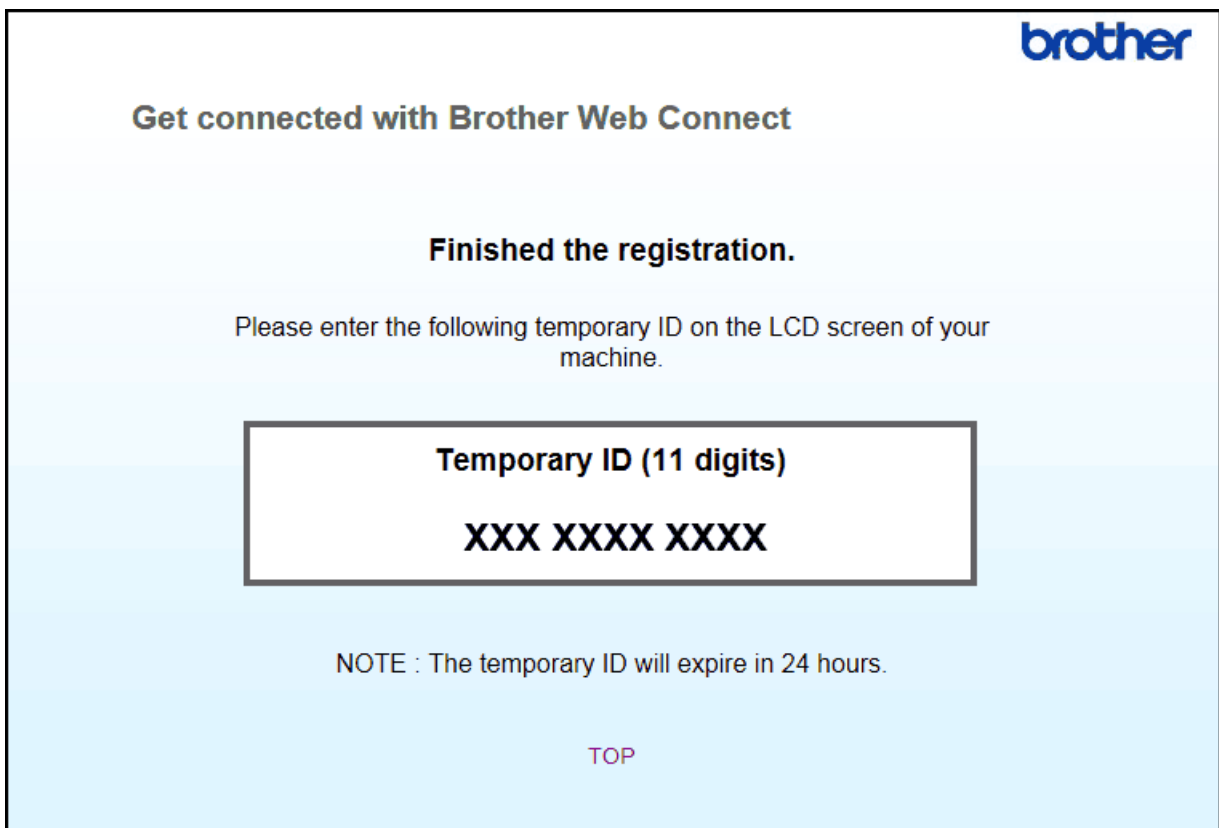 brother
Get connected with Brother Web Connect
Finished the registration.
Please enter the following temporary ID on the LCD screen of your
machine.
Temporary ID (11 digits)
XXX XXXX XXXX
NOTE : The temporary ID will expire in 24 hours.
TOP